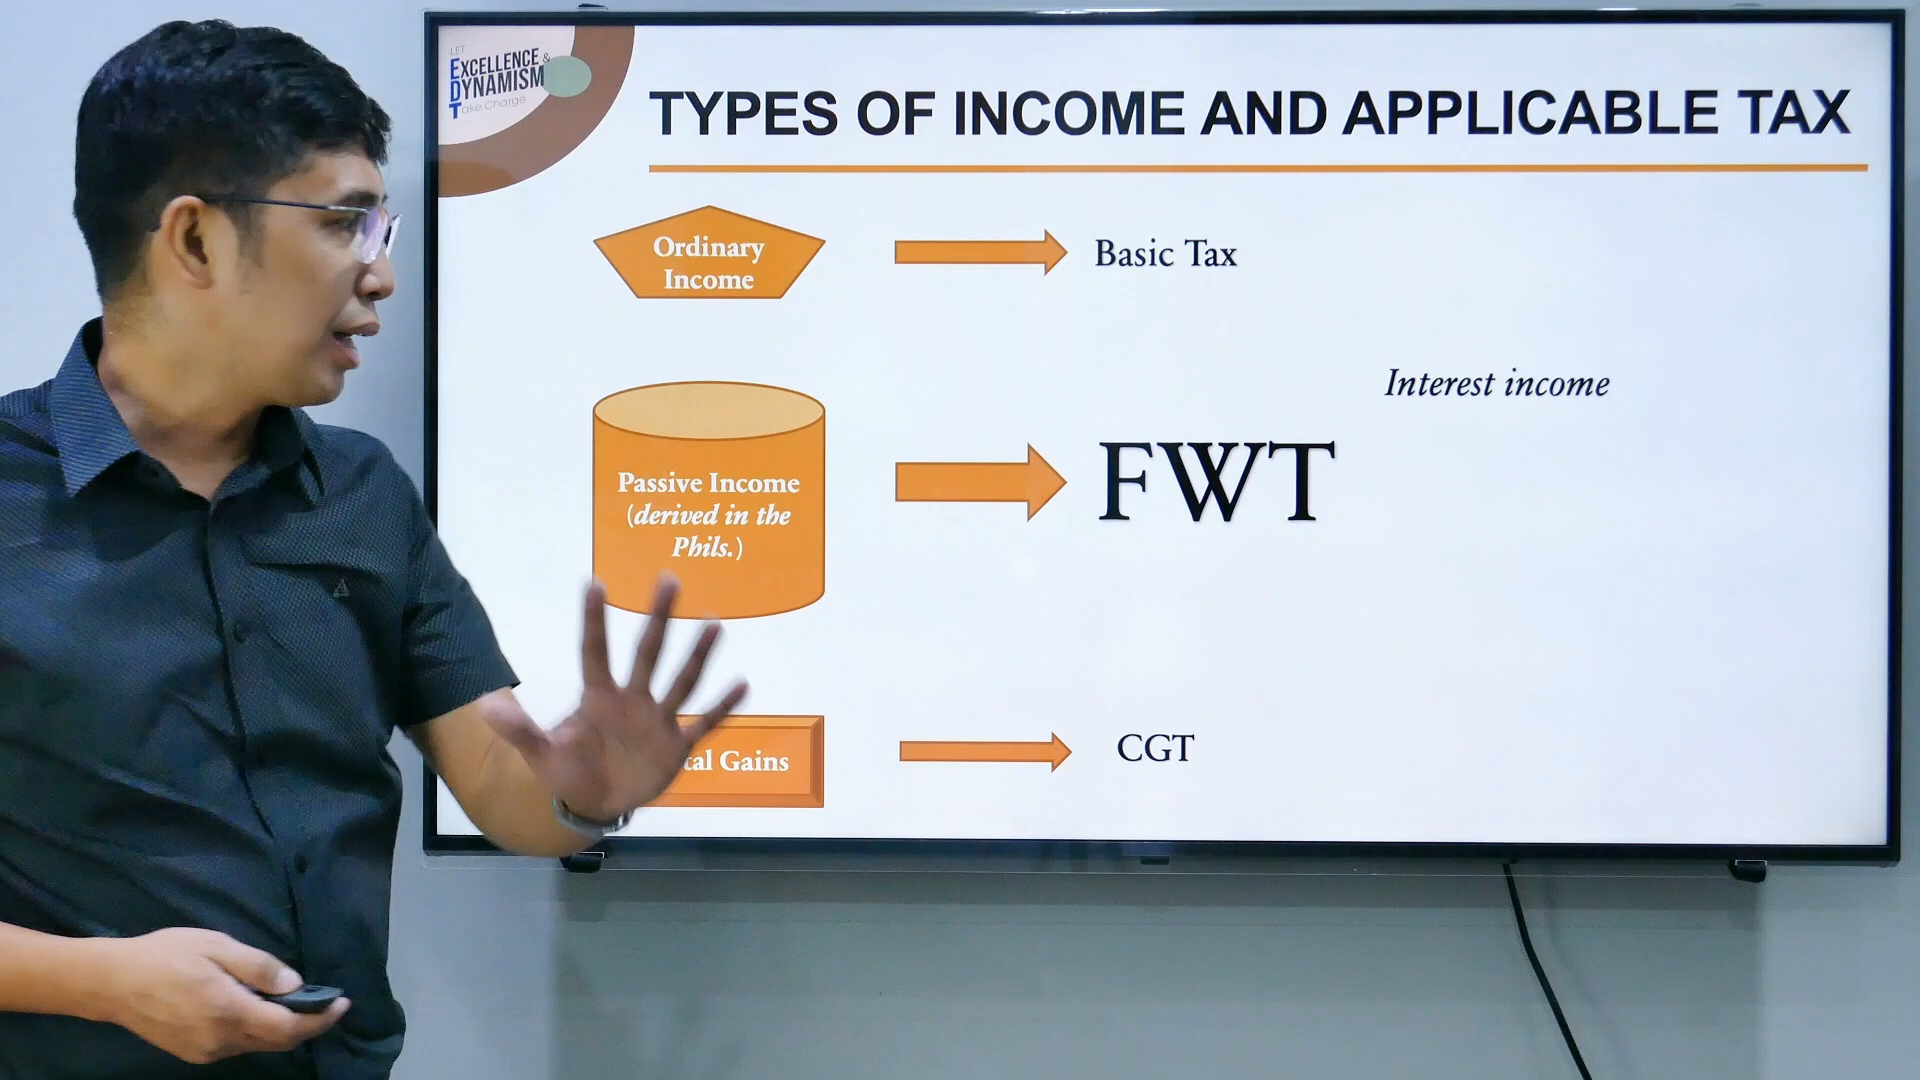 LET
EXCELLENCE &
DYNAMISM
Take Charge
TYPES OF INCOME AND APPLICABLE TAX
Ordinary
Income
Basic Tax
Interest income
Passive Income
(derived in the
Phils.)
FWT
tal Gains
CGT